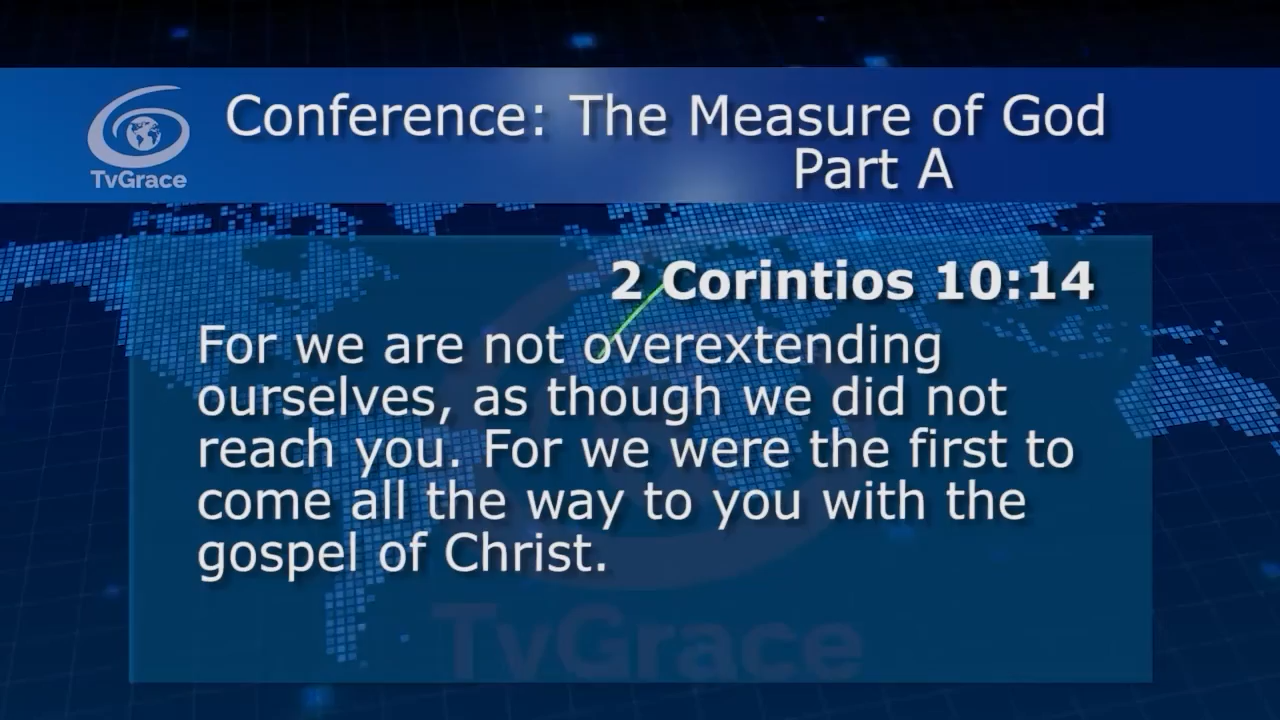 Conference: The Measure of God
Part A
TvGrace
2 Corintios 10:14
For we are not overextending
ourselves, as though we did not
reach you. For we were the first to
come all the way to you with the
gospel of Christ.
TvGrace